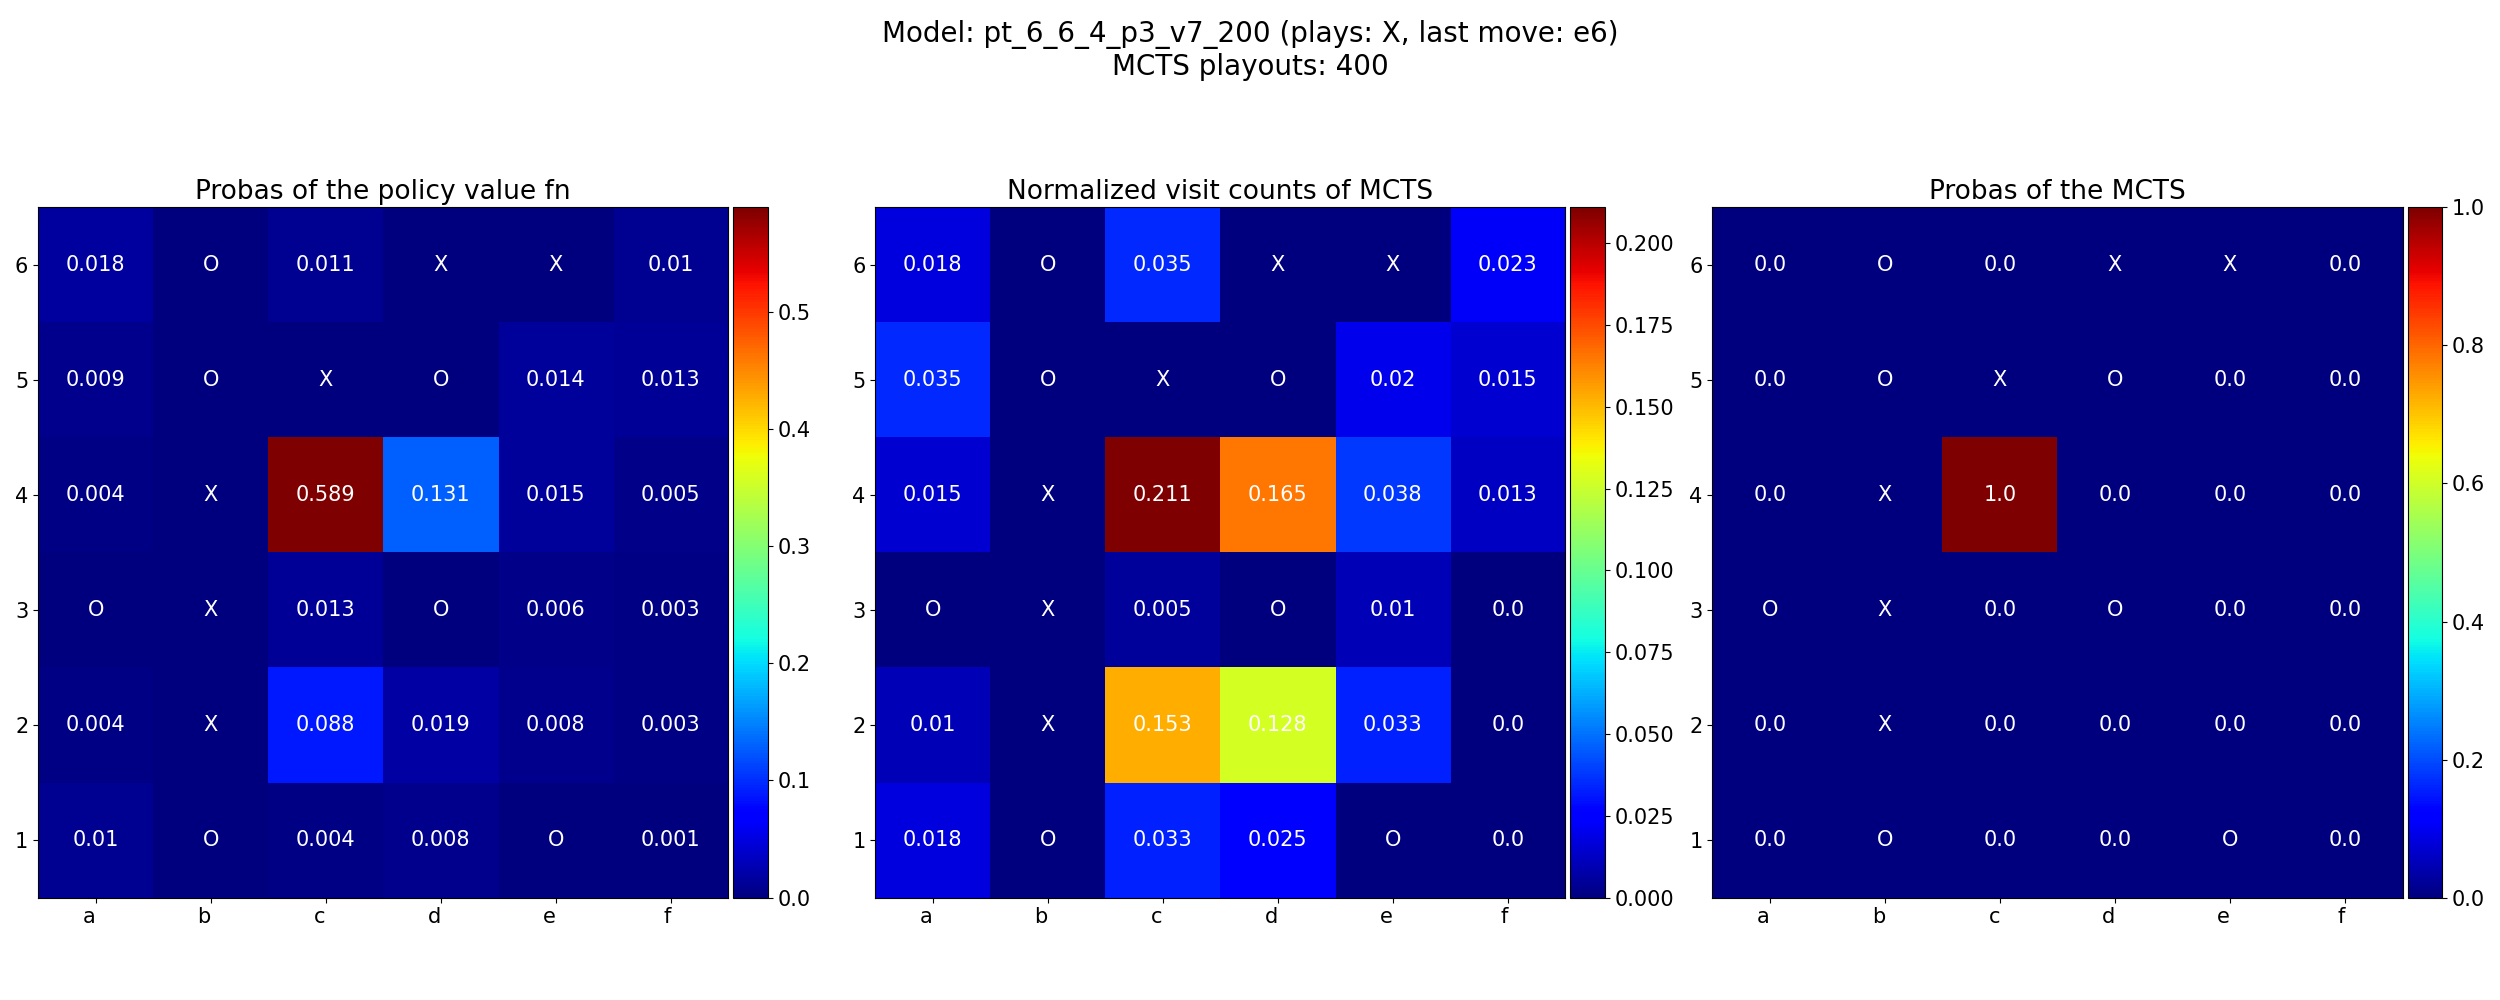 Model: pt_6_6_4_p3_v7_200 (plays: X, last move: e6)
MCTS playouts: 400
Probas of the policy value fn
6 0.018 O 0.011 X X 0.01
5 0.009 O X O 0.014 0.013
4 0.004 X 0.589 0.131 0.015 0.005
3 O X 0.013 O 0.006 0.003
2 0.004 X 0.088 0.019 0.008 0.003
1 0.01 O 0.004 0.008 O 0.001
a b c d e f
0.5
0.4
0.3
0.2
0.1
0.0
Normalized visit counts of MCTS
6 0.018 O 0.035 X X 0.023
5 0.035 O X O 0.02 0.015
4 0.015 X 0.211 0.165 0.038 0.013
3 O X 0.005 O 0.01 0.0
2 0.01 X 0.153 0.128 0.033 0.0
1 0.018 O 0.033 0.025 O 0.0
a b c d e f
0.200
0.175
0.150
0.125
0.100
0.075
0.050
0.025
0.000
Probas of the MCTS
6 0.0 O 0.0 X X 0.0
5 0.0 O X O 0.0 0.0
4 0.0 X 1.0 0.0 0.0 0.0
3 O X 0.0 O 0.0 0.0
2 0.0 X 0.0 0.0 0.0 0.0
1 0.0 O 0.0 0.0 O 0.0
a b c d e f
1.0
0.8
0.6
0.4
0.2
0.0